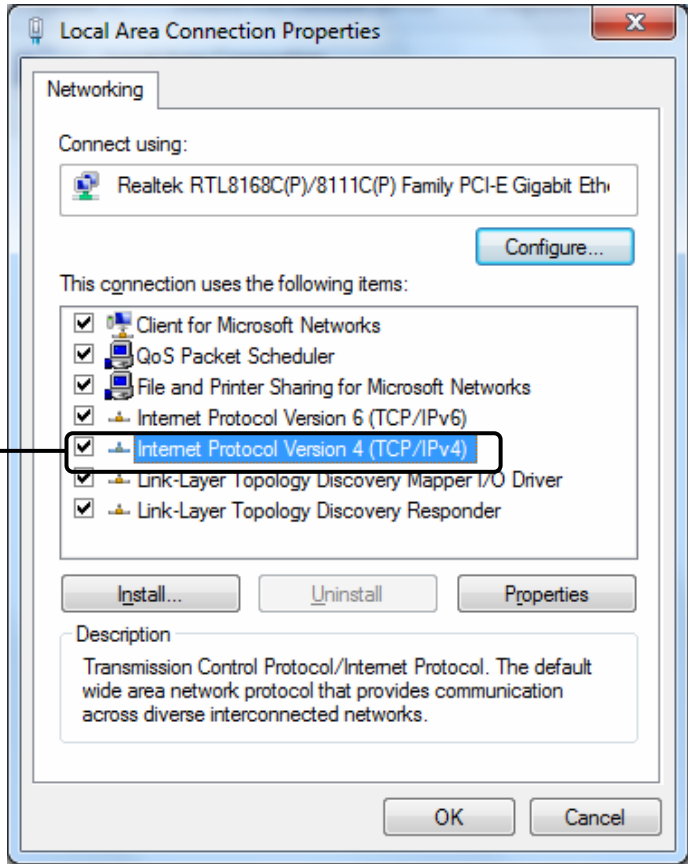 Local Area Connection Properties
Networking
Connect using:
Realtek RTL8168C(P)/8111C(P) Family PCI-E Gigabit Eth
Configure...
This connection uses the following items:
Client for Microsoft Networks
QoS Packet Scheduler
File and Printer Sharing for Microsoft Networks
Internet Protocol Version 6 (TCP/IPv6)
Internet Protocol Version 4 (TCP/IPv4)
Link-Layer Topology Discovery Mapper I/O Driver
Link-Layer Topology Discovery Responder
Install... Uninstall Properties
Description
Transmission Control Protocol/Internet Protocol. The default
wide area network protocol that provides communication
across diverse interconnected networks.
OK Cancel